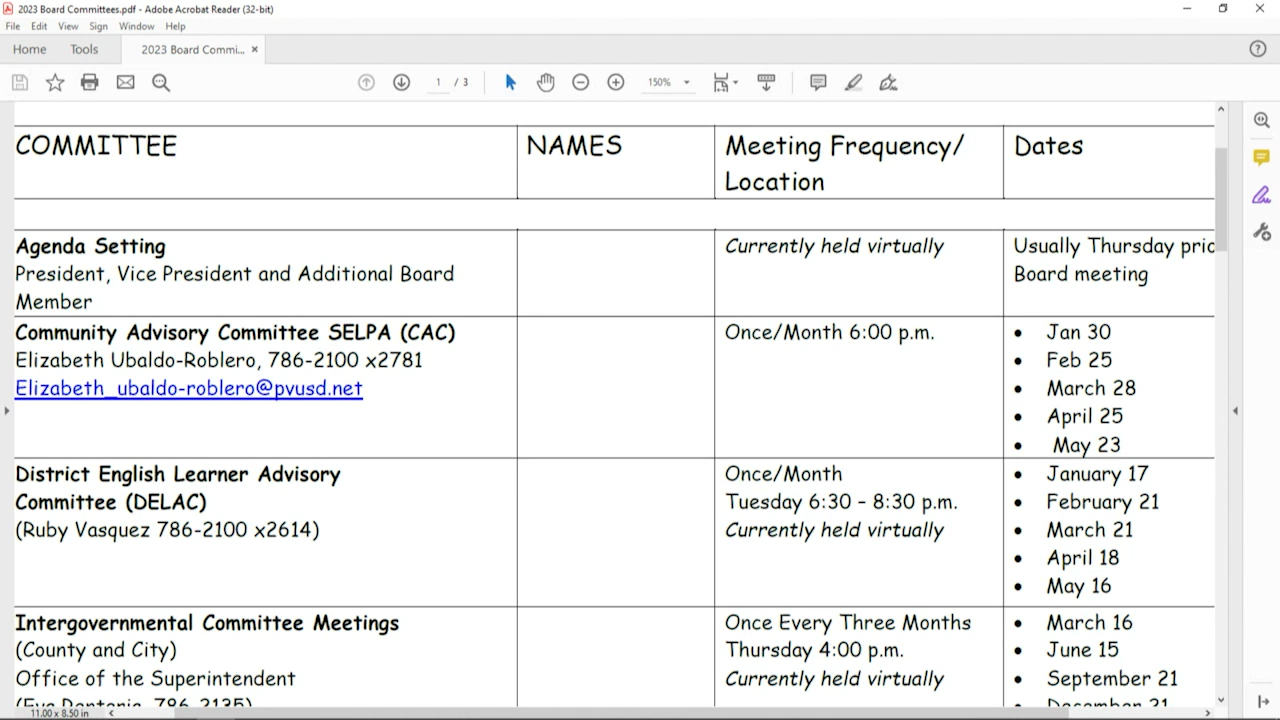 2023 Board Committees.pdf - Adobe Acrobat Reader (32-bit)
File Edit View Sign Window Help
Home Tools 2023 Board Commi... ×
1 / 3 150%
COMMITTEE NAMES Meeting Frequency/ Dates
Location
Agenda Setting Currently held virtually Usually Thursday
President, Vice President and Additional Board Board meeting
Member
Community Advisory Committee SELPA (CAC) Once/Month 6:00 p.m. • Jan 30
Elizabeth Ubaldo-Roblero, 786-2100 x2781 • Feb 25
Elizabeth_ubaldo-roblero@pvusd.net • March 28
• April 25
• May 23
District English Learner Advisory Once/Month • January 17
Committee (DELAC) Tuesday 6:30 – 8:30 p.m. • February 21
(Ruby Vasquez 786-2100 x2614) Currently held virtually • March 21
• April 18
• May 16
Intergovernmental Committee Meetings Once Every Three Months • March 16
(County and City) Thursday 4:00 p.m. • June 15
Office of the Superintendent Currently held virtually • September 21
December 21
11.00 x 8.50 in